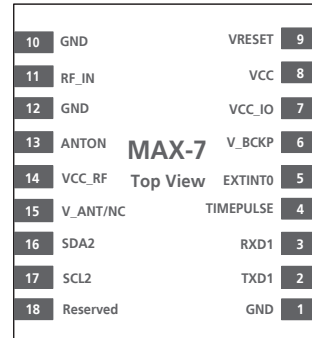 10 GND VRESET 9
11 RF_IN VCC 8
12 GND VCC_IO 7
13 ANTON MAX-7 V_BCKP 6
14 VCC_RF Top View EXTINT0 5
15 V_ANT/NC TIMEPULSE 4
16 SDA2 RXD1 3
17 SCL2 TXD1 2
18 Reserved GND 1